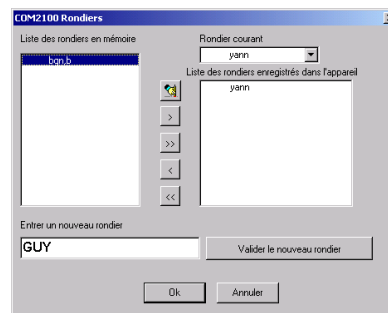 COM2100 Rondiers
Liste des rondiers en mémoire
Rondier courant
yann
bgn,b
Liste des rondiers enregistrés dans l'appareil
yann
>
>>
<
<<
Entrer un nouveau rondier
GUY
Valider le nouveau rondier
Ok
Annuler